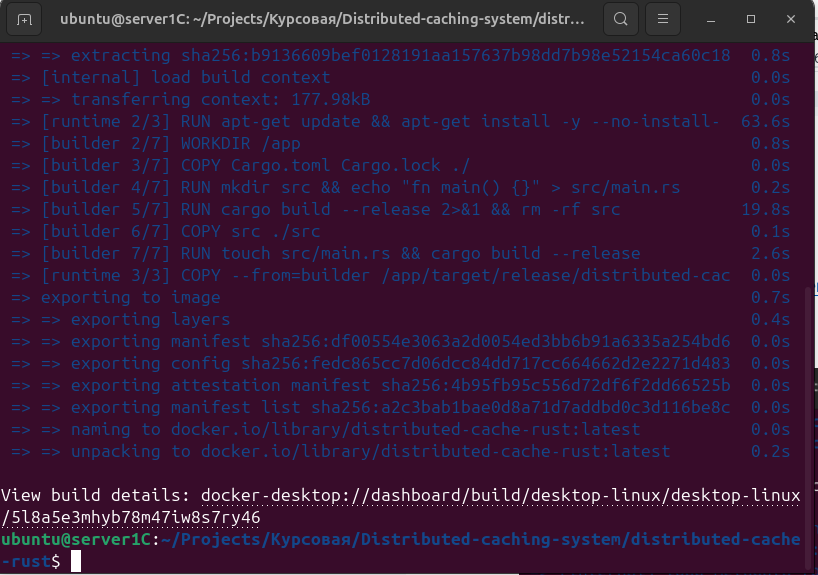 ubuntu@server1C: ~/Projects/Курсовая/Distributed-caching-system/distr...
=> => extracting sha256:b9136609bef0128191aa157637b98dd7b98e52154ca60c18 0.8s
=> [internal] load build context 0.0s
=> => transferring context: 177.98kB 0.0s
=> [runtime 2/3] RUN apt-get update && apt-get install -y --no-install- 63.6s
=> [builder 2/7] WORKDIR /app 0.8s
=> [builder 3/7] COPY Cargo.toml Cargo.lock ./ 0.0s
=> [builder 4/7] RUN mkdir src && echo "fn main() {}" > src/main.rs 0.2s
=> [builder 5/7] RUN cargo build --release 2>&1 && rm -rf src 19.8s
=> [builder 6/7] COPY src ./src 0.1s
=> [builder 7/7] RUN touch src/main.rs && cargo build --release 2.6s
=> [runtime 3/3] COPY --from=builder /app/target/release/distributed-cac 0.0s
=> exporting to image 0.7s
=> => exporting layers 0.4s
=> => exporting manifest sha256:df00554e3063a2d0054ed3bb6b91a6335a254bd6 0.0s
=> => exporting config sha256:fedc865cc7d06dcc84dd717cc664662d2e2271d483 0.0s
=> => exporting attestation manifest sha256:4b95fb95c556d72df6f2dd66525b 0.0s
=> => exporting manifest list sha256:a2c3bab1bae0d8a71d7addbd0c3d116be8c 0.0s
=> => naming to docker.io/library/distributed-cache-rust:latest 0.0s
=> => unpacking to docker.io/library/distributed-cache-rust:latest 0.2s
View build details: docker-desktop://dashboard/build/desktop-linux/desktop-linux
/5l8a5e3mhyb78m47iw8s7ry46
ubuntu@server1C:~/Projects/Курсовая/Distributed-caching-system/distributed-cache
-rust$